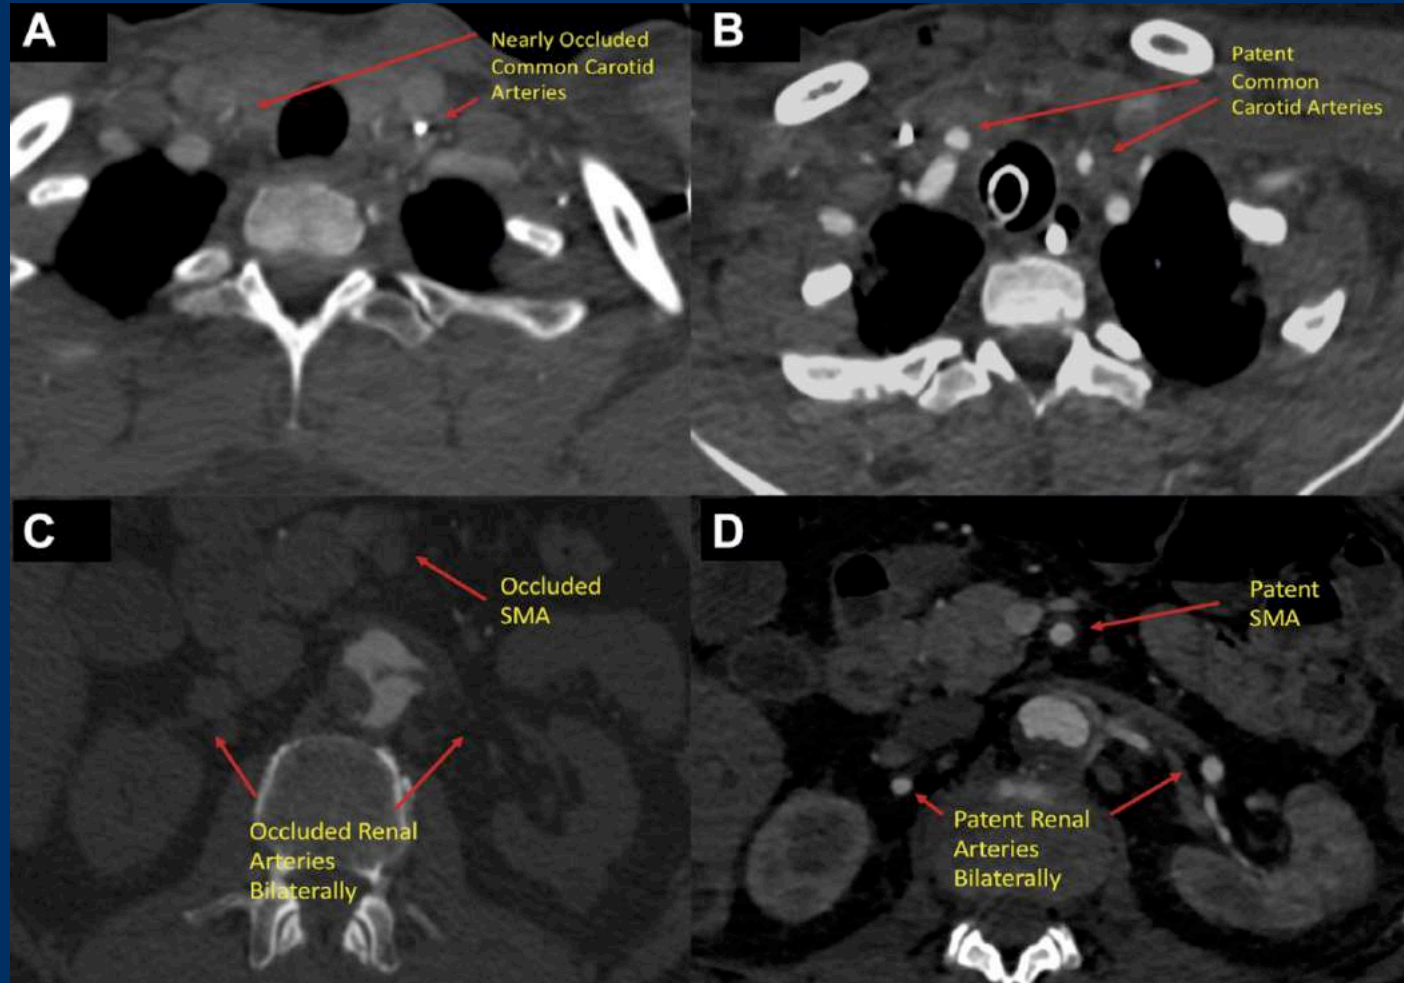 A
Nearly Occluded
Common Carotid
Arteries
B
Patent
Common
Carotid Arteries
C
Occluded
SMA
Occluded Renal
Arteries
Bilaterally
D
Patent
SMA
Patent Renal
Arteries
Bilaterally